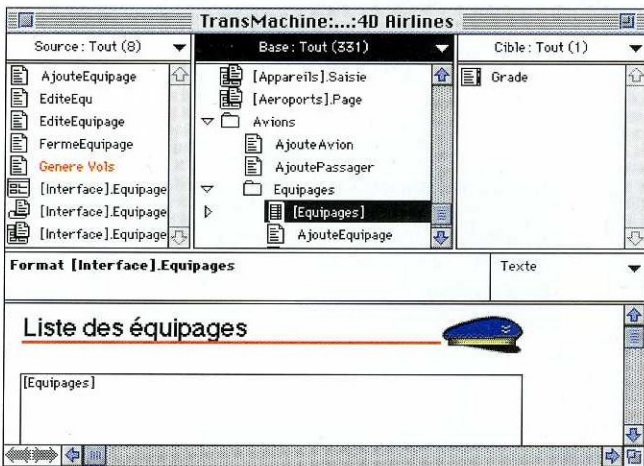 TransMachine:...:4D Airlines
Source: Tout (8)
AjouteEquipage
EditeEqu
EditeEquipage
FermeEquipage
Genere Vols
[Interface].Equipage
[Interface].Equipage
[Interface].Equipage
Base: Tout (331)
[Appareils].Saisie
[Aeroports].Page
Avions
AjouteAvion
AjoutePassager
Equipages
[Equipages]
AjouteEquipage
Cible: Tout (1)
Grade
Format [Interface].Equipages
Texte
Liste des équipages
[Equipages]